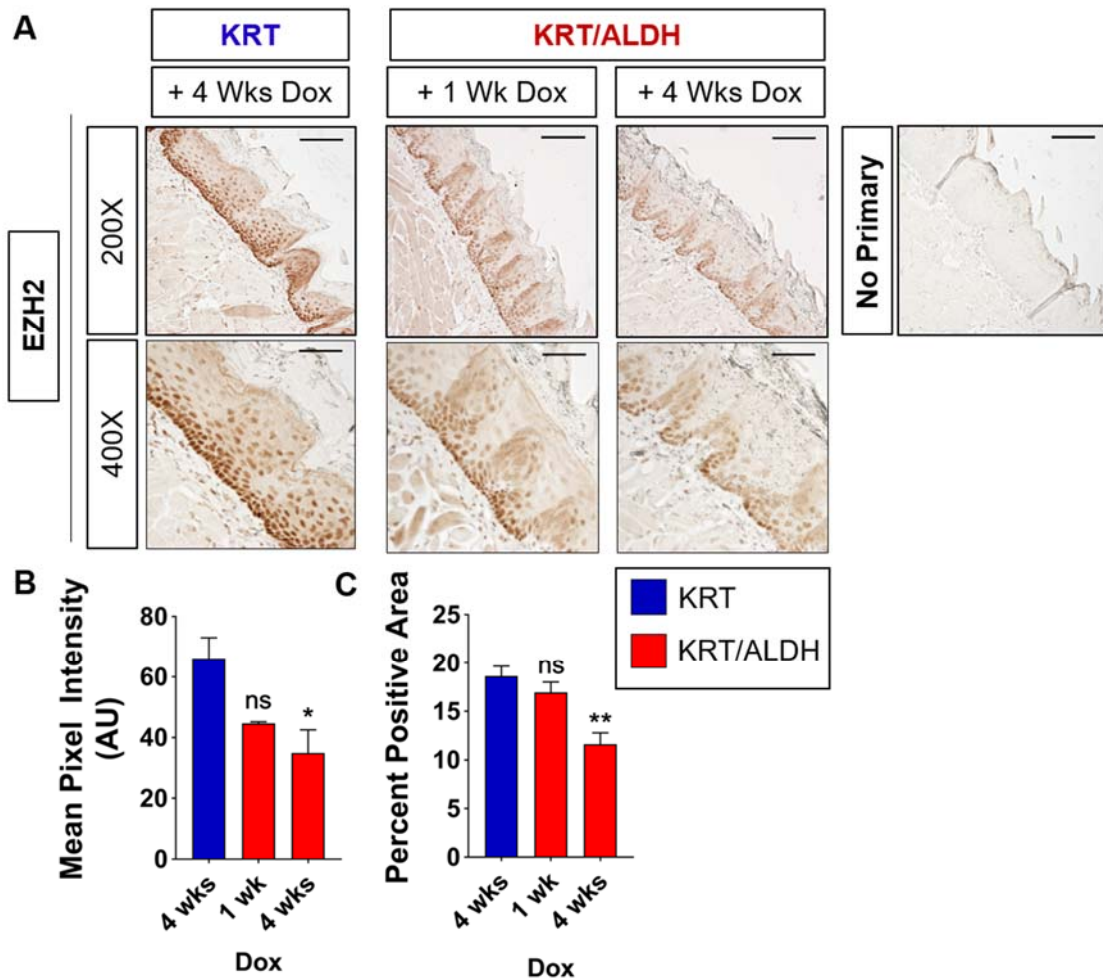 A
KRT
KRT/ALDH
+ 4 Wks Dox
+ 1 Wk Dox
+ 4 Wks Dox
EZH2
200X
400X
No Primary
B
Mean Pixel Intensity
(AU)
80
60
40
20
0
ns
*
4 wks
1 wk
4 wks
Dox
C
Percent Positive Area
25
20
15
10
5
0
ns
**
4 wks
1 wk
4 wks
Dox
KRT
KRT/ALDH